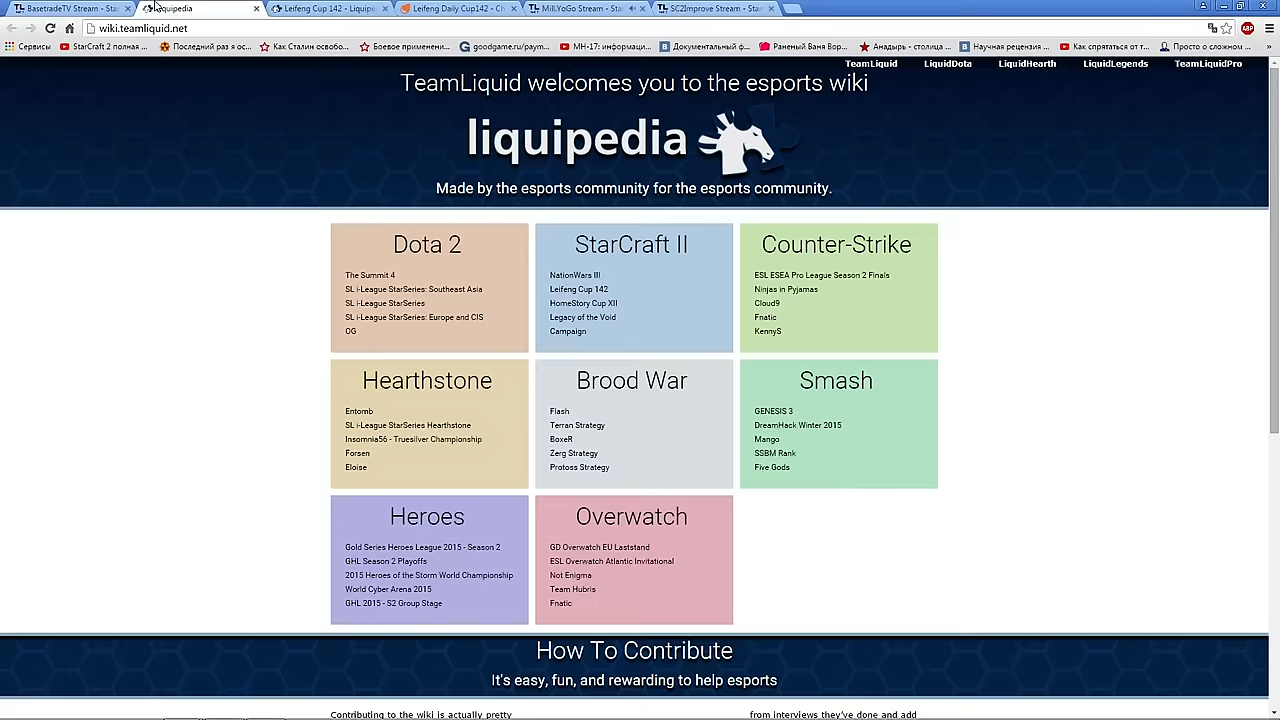 BasetradeTV Stream - Star
Liquipedia
Leifeng Cup 142 - Liquipe
Leifeng Daily Cup142 - Ch
Mill.YoGo Stream - Sta
SC2Improve Stream - Star
wiki.teamliquid.net
ABP
Сервисы
StarCraft 2 полная ...
Последний раз я ос...
Как Сталин освобо...
Боевое применени...
goodgame.ru/paym...
МН-17: информаци...
Документальный ф...
Раненый Ваня Вор...
Анадырь - столица ...
Научная рецензия ...
Как спрятаться от т...
Просто о сложном ...
»
TeamLiquid
LiquidDota
LiquidHearth
LiquidLegends
TeamLiquidPro
TeamLiquid welcomes you to the esports wiki
liquipedia
Made by the esports community for the esports community.
Dota 2
The Summit 4
SL i-League StarSeries: Southeast Asia
SL i-League StarSeries
SL i-League StarSeries: Europe and CIS
OG
StarCraft II
NationWars III
Leifeng Cup 142
HomeStory Cup XII
Legacy of the Void
Campaign
Counter-Strike
ESL ESEA Pro League Season 2 Finals
Ninjas in Pyjamas
Cloud9
Fnatic
KennyS
Hearthstone
Entomb
SL i-League StarSeries Hearthstone
Insomnia56 - Truesilver Championship
Forsen
Eloise
Brood War
Flash
Terran Strategy
BoxeR
Zerg Strategy
Protoss Strategy
Smash
GENESIS 3
DreamHack Winter 2015
Mango
SSBM Rank
Five Gods
Heroes
Gold Series Heroes League 2015 - Season 2
GHL Season 2 Playoffs
2015 Heroes of the Storm World Championship
World Cyber Arena 2015
GHL 2015 - S2 Group Stage
Overwatch
GD Overwatch EU Laststand
ESL Overwatch Atlantic Invitational
Not Enigma
Team Hubris
Fnatic
How To Contribute
It's easy, fun, and rewarding to help esports
Contributing to the wiki is actually pretty
from interviews they've done and add